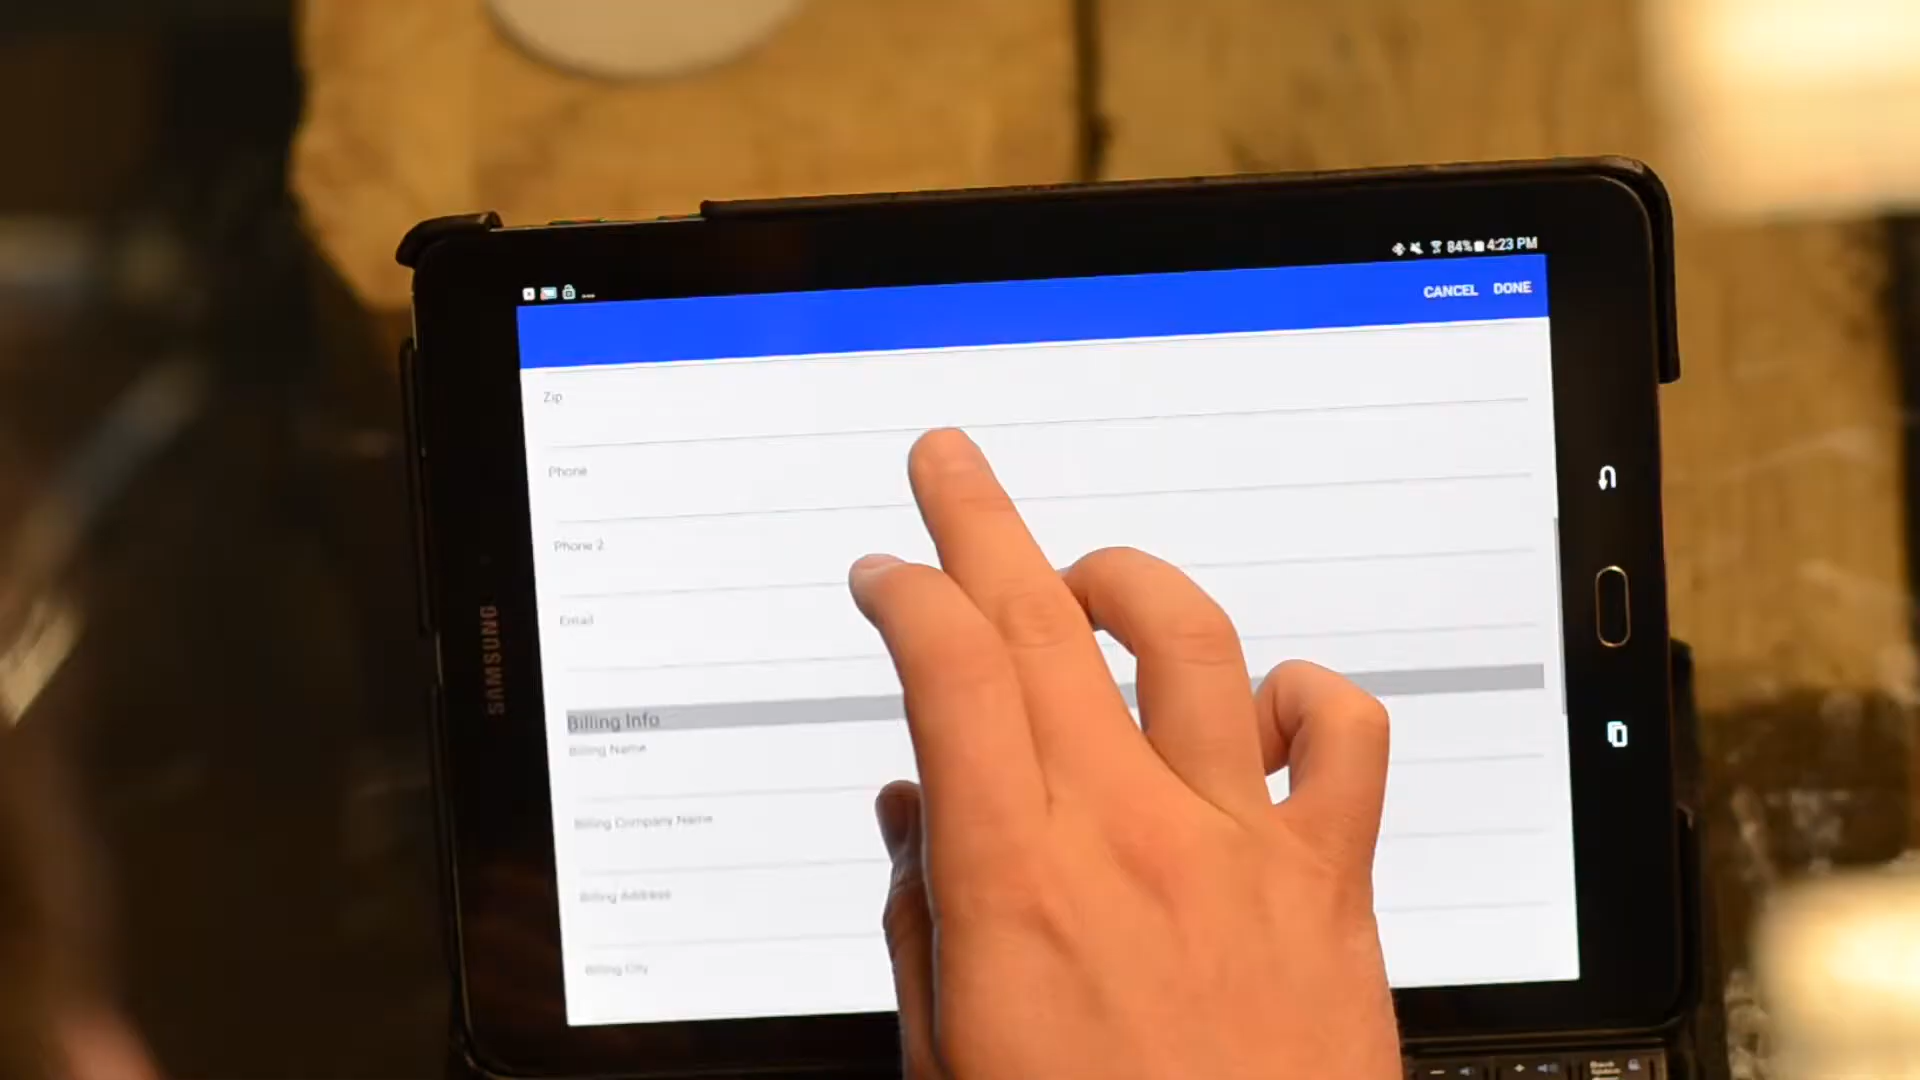 84% 4:23 PM
CANCEL DONE
Zip
Phone
Phone 2
Email
Billing Info
Billing Name
Billing Company Name
Billing Address
Billing City
SAMSUNG